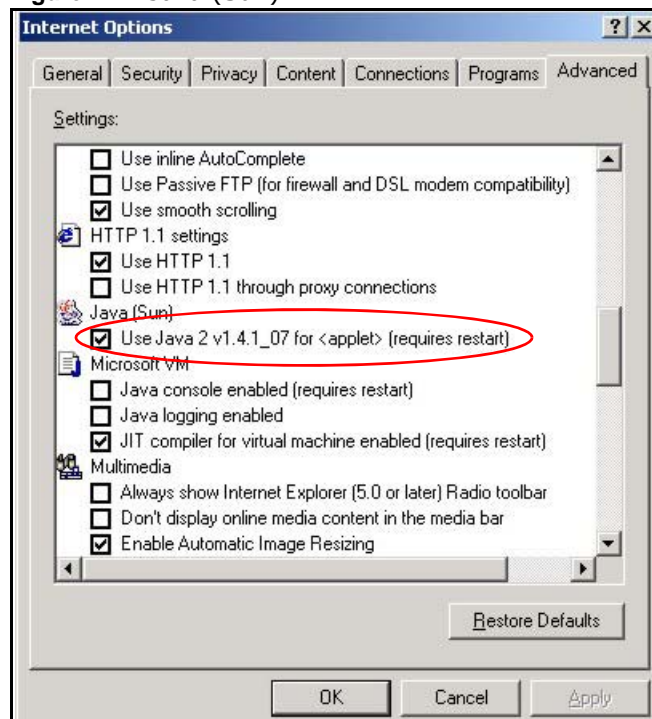 Internet Options
General Security Privacy Content Connections Programs Advanced
Settings:
Use inline AutoComplete
Use Passive FTP (for firewall and DSL modem compatibility)
Use smooth scrolling
HTTP 1.1 settings
Use HTTP 1.1
Use HTTP 1.1 through proxy connections
Java (Sun)
Use Java 2 v1.4.1_07 for <applet> (requires restart)
Microsoft VM
Java console enabled (requires restart)
Java logging enabled
JIT compiler for virtual machine enabled (requires restart)
Multimedia
Always show Internet Explorer (5.0 or later) Radio toolbar
Don't display online media content in the media bar
Enable Automatic Image Resizing
Restore Defaults
OK Cancel Apply